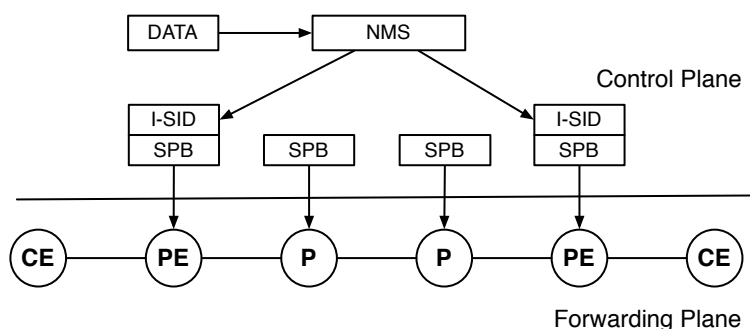 DATA
NMS
Control Plane
I-SID
I-SID
SPB
SPB
SPB
SPB
CE
PE
P
P
PE
CE
Forwarding Plane